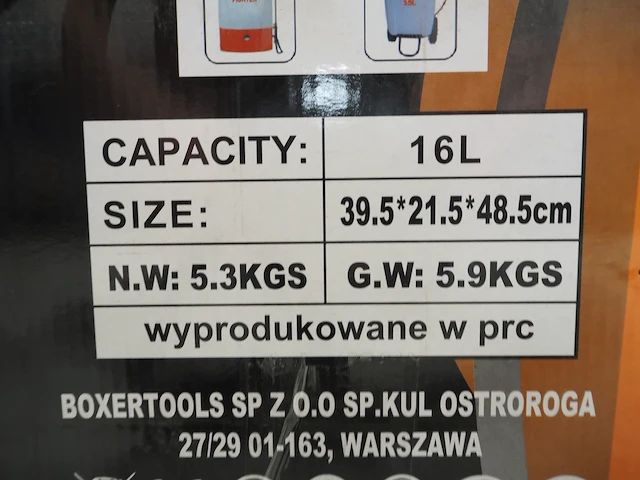 FIGHTER
CAPACITY: 16L
SIZE: 39.5*21.5*48.5cm
N.W: 5.3KGS G.W: 5.9KGS
wyprodukowane w prc
BOXERTOOLS SP Z O.O SP.KUL OSTROROGA
27/29 01-163, WARSZAWA